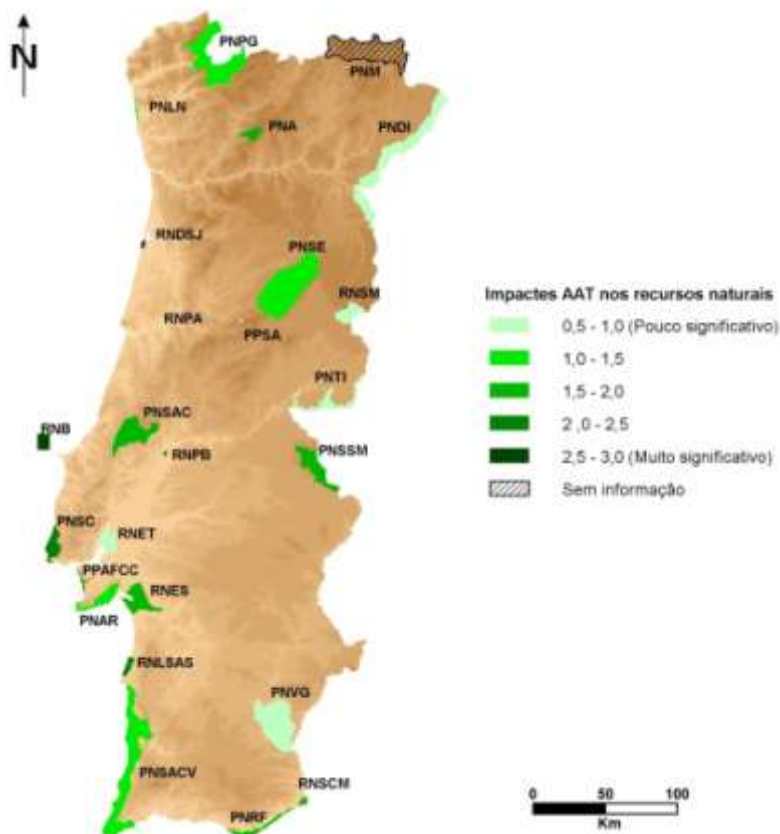 N
PNPG
PNM
PNLN
PNA
PNDI
RNDSJ
PNSE
RNSM
RNPA
PPSA
PNTI
PNSAC
RNB
RNPB
PNSSM
PNSC
RNET
PPAFCC
RNES
PNAR
RNLSAS
PNVG
PNSACV
RNSCM
PNRF
Impactes AAT nos recursos naturais
0,5 - 1,0 (Pouco significativo)
1,0 - 1,5
1,5 - 2,0
2 ,0 - 2,5
2,5 - 3,0 (Muito significativo)
Sem informação
0 50 100
Km